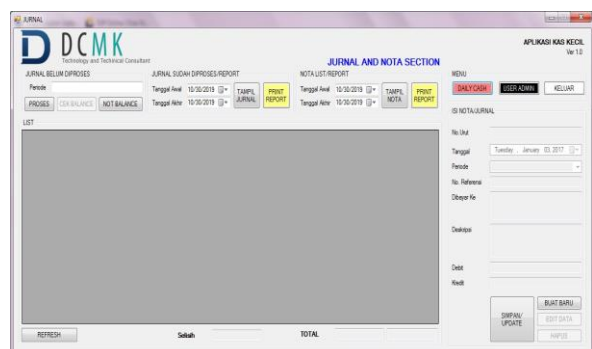 JURNAL
DCMK
Technology and Technical Consultant
APLIKASI KAS KECIL
Ver 1.0
JURNAL AND NOTA SECTION
JURNAL BELUM DIPROSES
Periode
PROSES
CEK BALANCE
NOT BALANCE
JURNAL SUDAH DIPROSES/REPORT
Tanggal Awal 10/30/2019
Tanggal Akhir 10/30/2019
TAMPIL JURNAL
PRINT REPORT
NOTA LIST/REPORT
Tanggal Awal 10/30/2019
Tanggal Akhir 10/30/2019
TAMPIL NOTA
PRINT REPORT
MENU
DAILY CASH
USER ADMIN
KELUAR
LIST
ISI NOTA/JURNAL
No.Urut
Tanggal Tuesday , January 03, 2017
Periode
No. Referensi
Dibayar Ke
Deskripsi
Debit
Kredit
SIMPAN/ UPDATE
BUAT BARU
EDIT DATA
HAPUS
REFRESH
Selisih
TOTAL